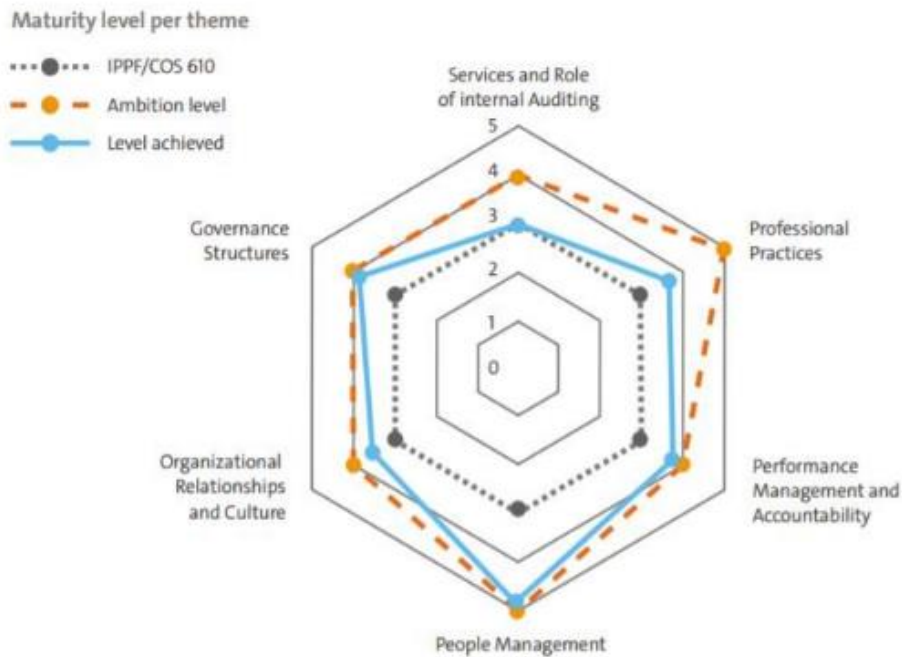 Maturity level per theme
IPPF/COS 610
Ambition level
Level achieved
Services and Role
of internal Auditing
5
4
3
2
1
0
Governance
Structures
Professional
Practices
Organizational
Relationships
and Culture
Performance
Management and
Accountability
People Management